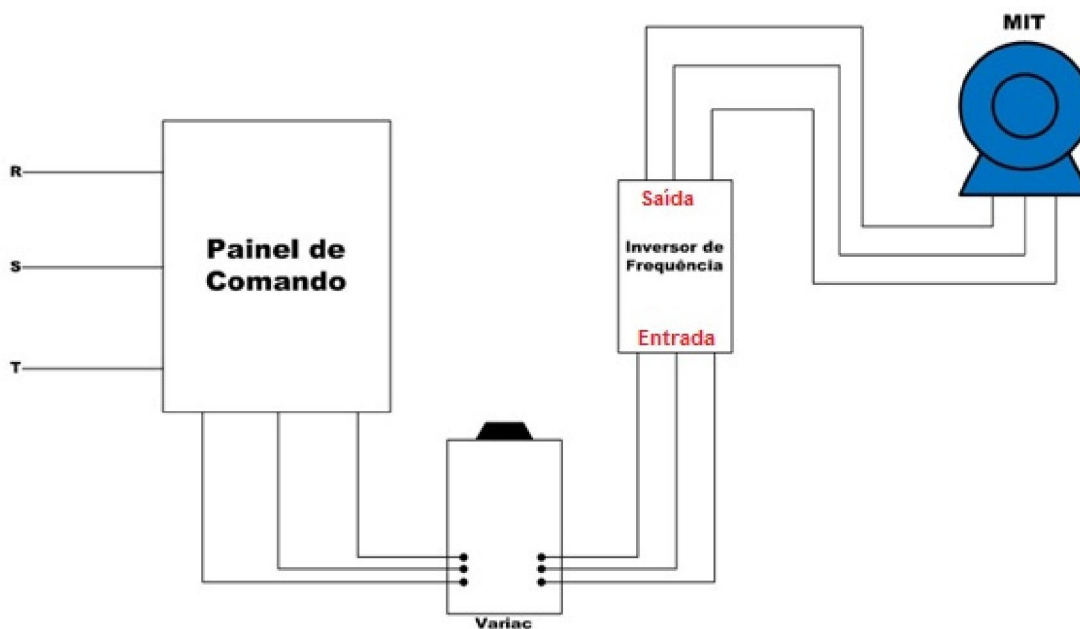 MIT
R
S
T
Painel de
Comando
Saída
Inversor de
Frequência
Entrada
Variac